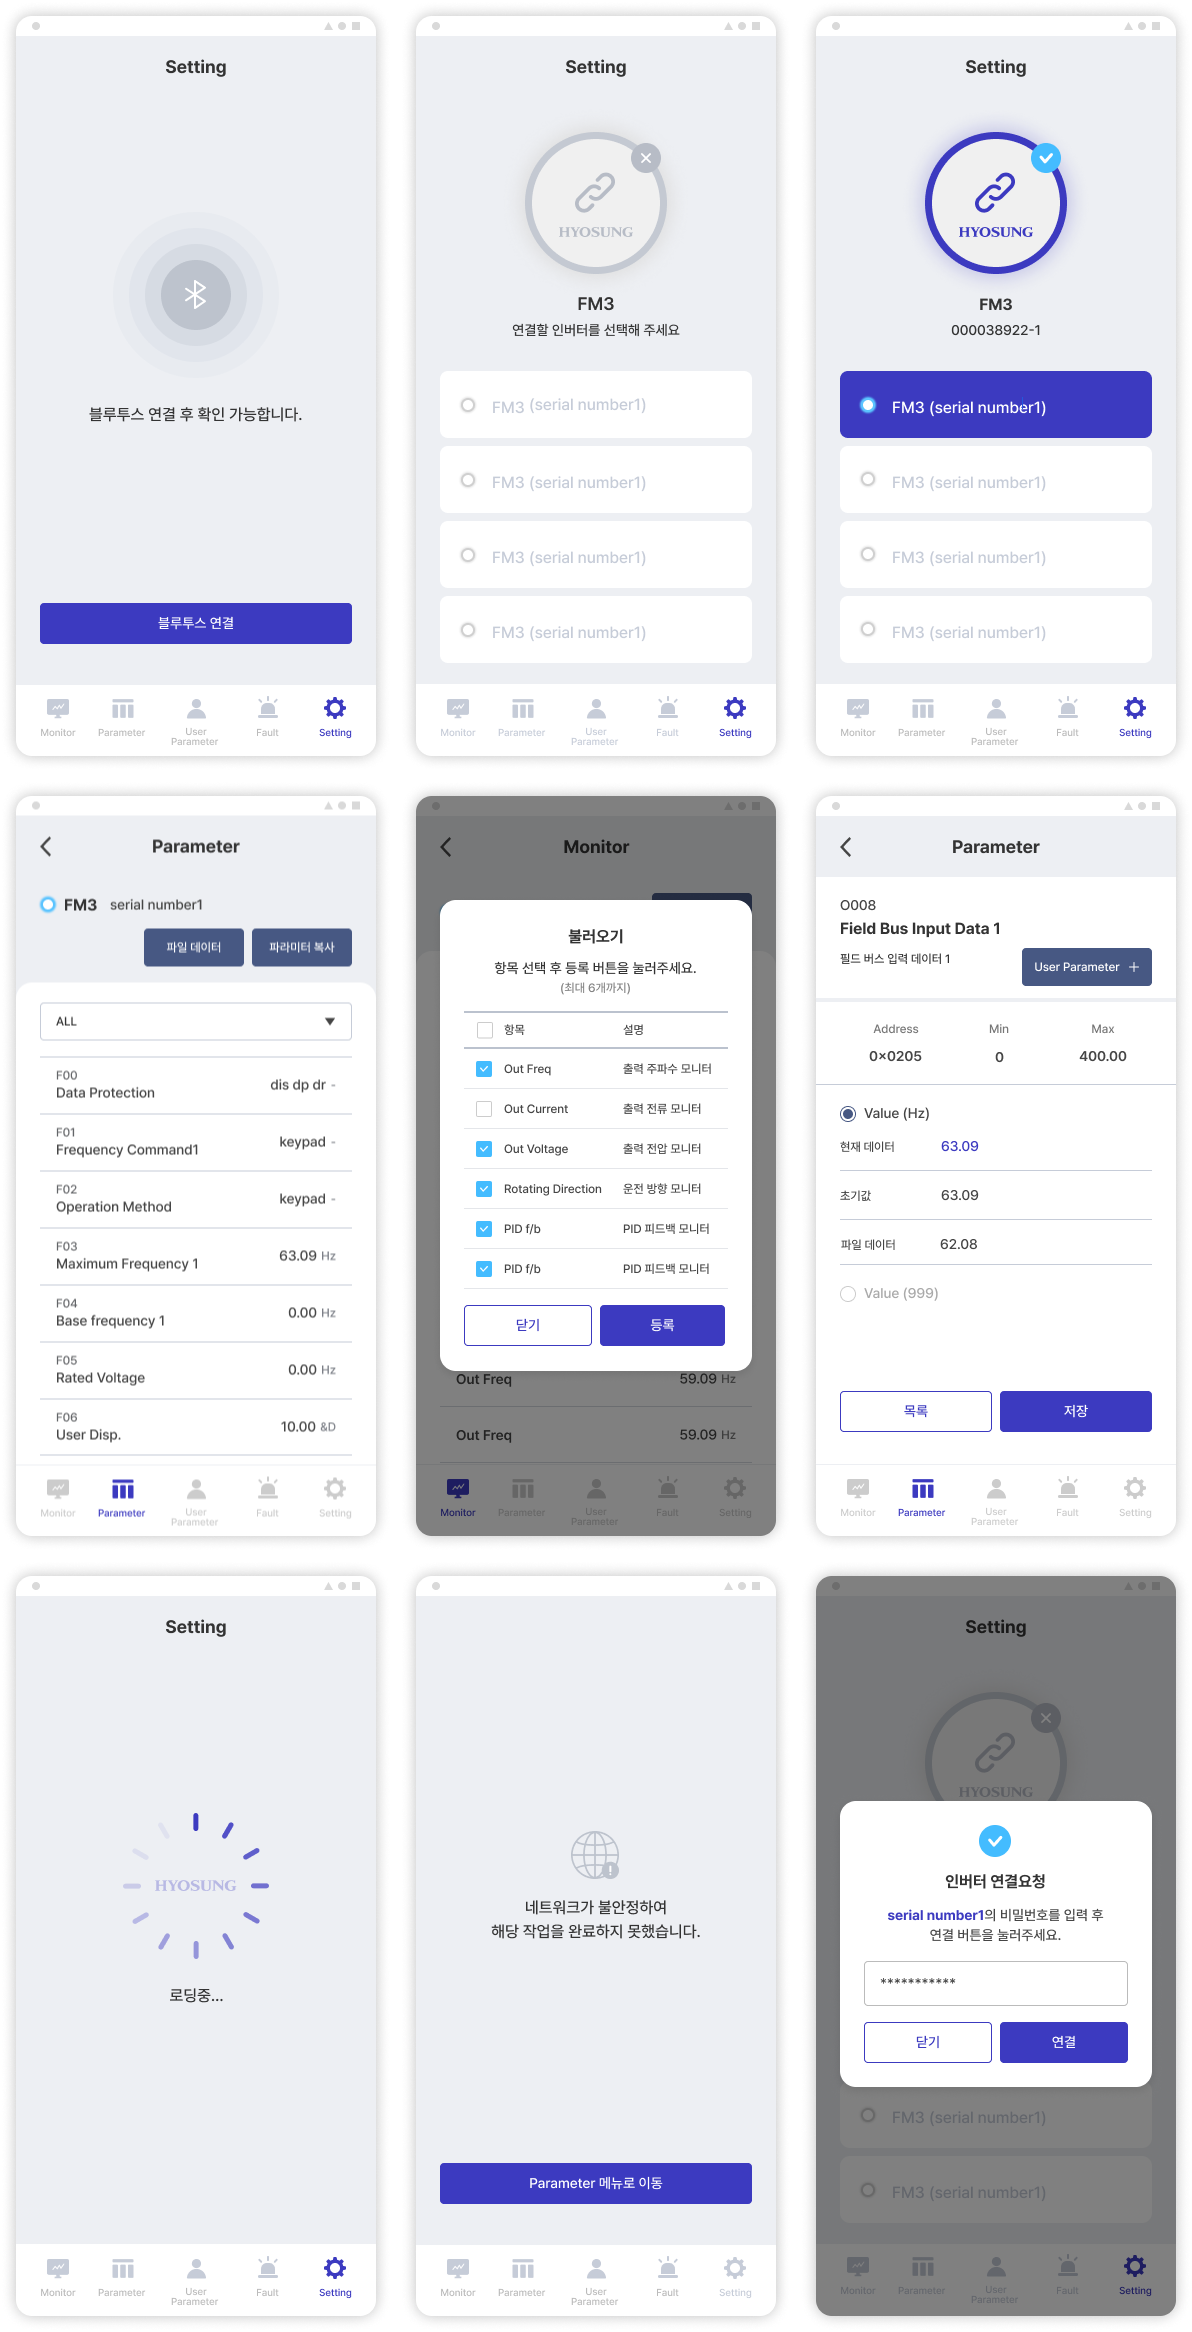 Setting
블루투스 연결 후 확인 가능합니다.
블루투스 연결
Monitor
Parameter
User
Parameter
Fault
Setting
Setting
HYOSUNG
FM3
연결할 인버터를 선택해 주세요
FM3 (serial number1)
FM3 (serial number1)
FM3 (serial number1)
FM3 (serial number1)
Monitor
Parameter
User
Parameter
Fault
Setting
Setting
HYOSUNG
FM3
000038922-1
FM3 (serial number1)
FM3 (serial number1)
FM3 (serial number1)
FM3 (serial number1)
Monitor
Parameter
User
Parameter
Fault
Setting
Parameter
FM3 serial number1
파일 데이터
파라미터 복사
ALL
F00
Data Protection
dis dp dr -
F01
Frequency Command1
keypad -
F02
Operation Method
keypad -
F03
Maximum Frequency 1
63.09 Hz
F04
Base frequency 1
0.00 Hz
F05
Rated Voltage
0.00 Hz
F06
User Disp.
10.00 &D
Monitor
Parameter
User
Parameter
Fault
Setting
Monitor
불러오기
항목 선택 후 등록 버튼을 눌러주세요.
(최대 6개까지)
항목 설명
Out Freq 출력 주파수 모니터
Out Current 출력 전류 모니터
Out Voltage 출력 전압 모니터
Rotating Direction 운전 방향 모니터
PID f/b PID 피드백 모니터
PID f/b PID 피드백 모니터
닫기
등록
Out Freq 59.09 Hz
Out Freq 59.09 Hz
Monitor
Parameter
User
Parameter
Fault
Setting
Parameter
O008
Field Bus Input Data 1
필드 버스 입력 데이터 1
User Parameter +
Address Min Max
0×0205 0 400.00
Value (Hz)
현재 데이터 63.09
초기값 63.09
파일 데이터 62.08
Value (999)
목록
저장
Monitor
Parameter
User
Parameter
Fault
Setting
Setting
HYOSUNG
로딩중...
Monitor
Parameter
User
Parameter
Fault
Setting
네트워크가 불안정하여
해당 작업을 완료하지 못했습니다.
Parameter 메뉴로 이동
Monitor
Parameter
User
Parameter
Fault
Setting
Setting
HYOSUNG
인버터 연결요청
serial number1의 비밀번호를 입력 후
연결 버튼을 눌러주세요.
***********
닫기
연결
FM3 (serial number1)
FM3 (serial number1)
Monitor
Parameter
User
Parameter
Fault
Setting